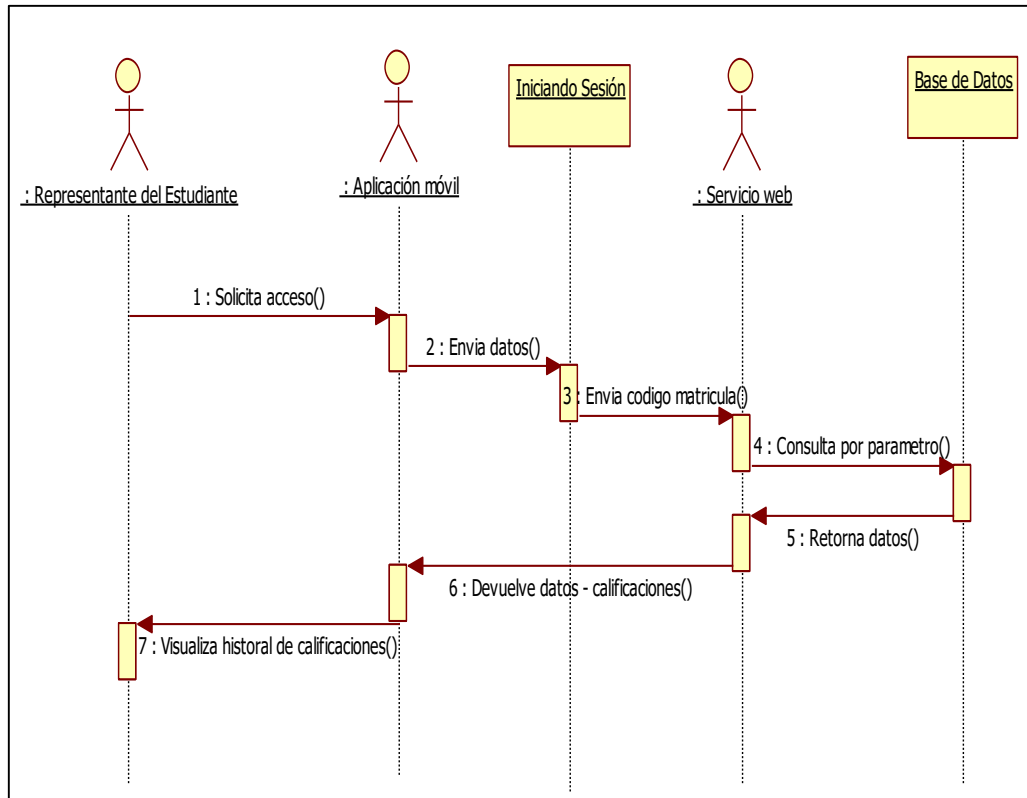 Iniciando Sesión
Base de Datos
: Representante del Estudiante
: Aplicación móvil
: Servicio web
1 : Solicita acceso()
2 : Envia datos()
3 : Envia codigo matricula()
4 : Consulta por parametro()
5 : Retorna datos()
6 : Devuelve datos - calificaciones()
7 : Visualiza historal de calificaciones()